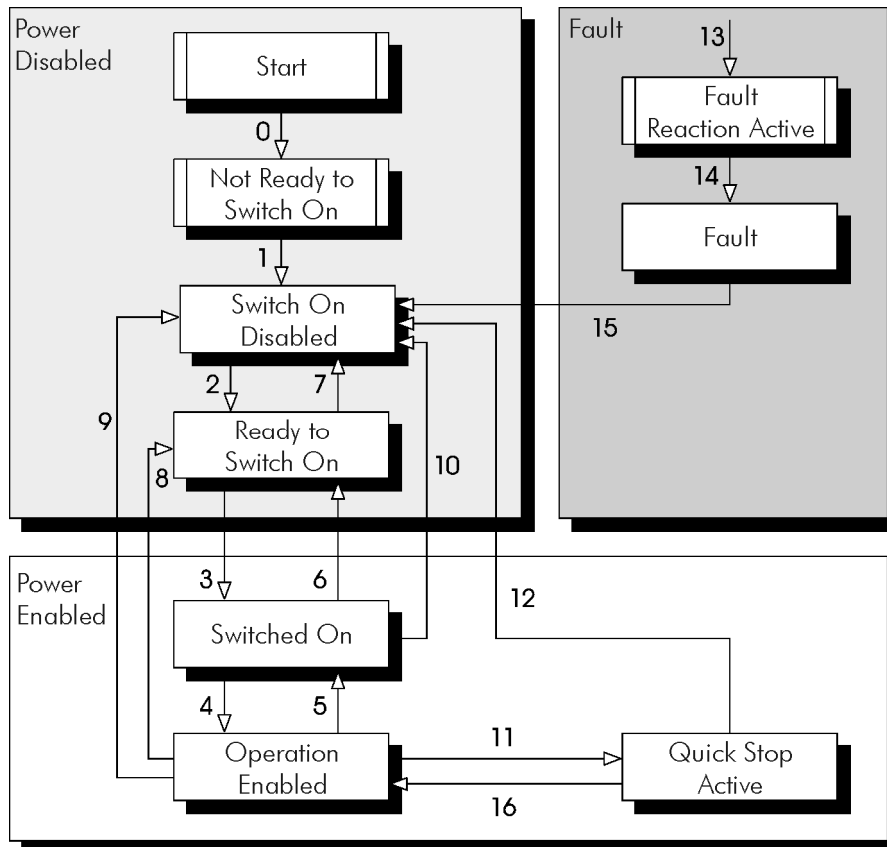 Power
Disabled
Start
0
Not Ready to
Switch On
1
Switch On
Disabled
2
7
Ready to
Switch On
9
8
10
Fault
13
Fault
Reaction Active
14
Fault
15
Power
Enabled
3
6
12
Switched On
4
5
Operation
Enabled
11
16
Quick Stop
Active